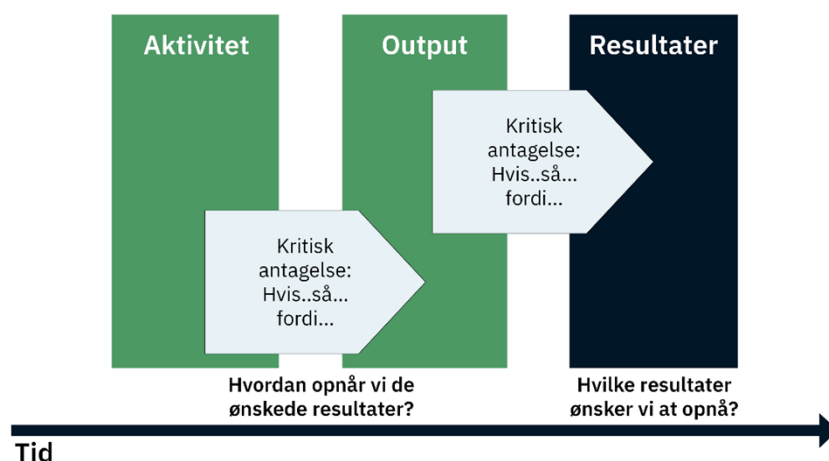 Aktivitet
Output
Resultater
Kritisk
antagelse:
Hvis..så...
fordi...
Kritisk
antagelse:
Hvis..så...
fordi...
Hvordan opnår vi de
ønskede resultater?
Hvilke resultater
ønsker vi at opnå?
Tid